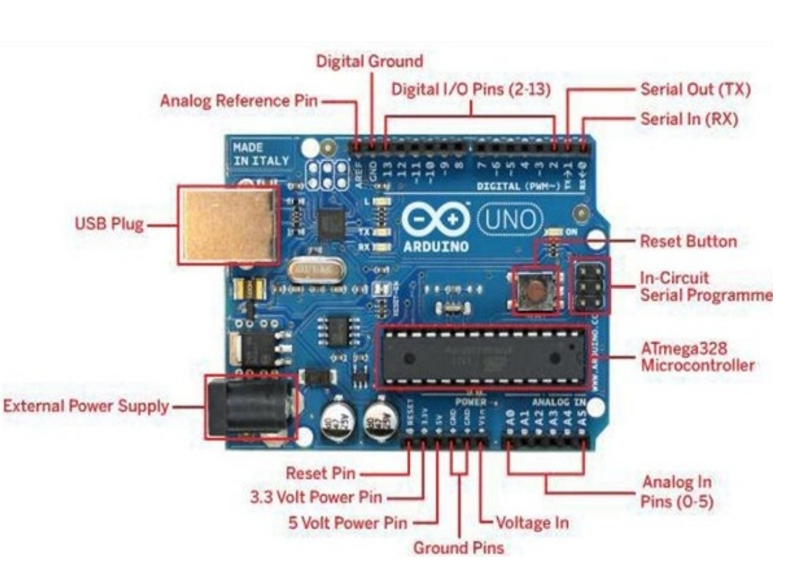 Digital Ground
Digital I/O Pins (2-13)
Serial Out (TX)
Analog Reference Pin
Serial In (RX)
MADE
IN ITALY
AREF
GND
13
12
~11
~10
~9
8
7
~6
~5
4
~3
2
TX→1
RX←0
DIGITAL (PWM~)
L
TX
RX
ARDUINO
UNO
ON
USB Plug
Reset Button
In-Circuit
Serial Programme
RESET-EN
ATmega328
Microcontroller
External Power Supply
POWER
ANALOG IN
RESET
3.3V
5V
GND
GND
Vin
A0
A1
A2
A3
A4
A5
Reset Pin
3.3 Volt Power Pin
5 Volt Power Pin
Ground Pins
Voltage In
Analog In
Pins (0-5)